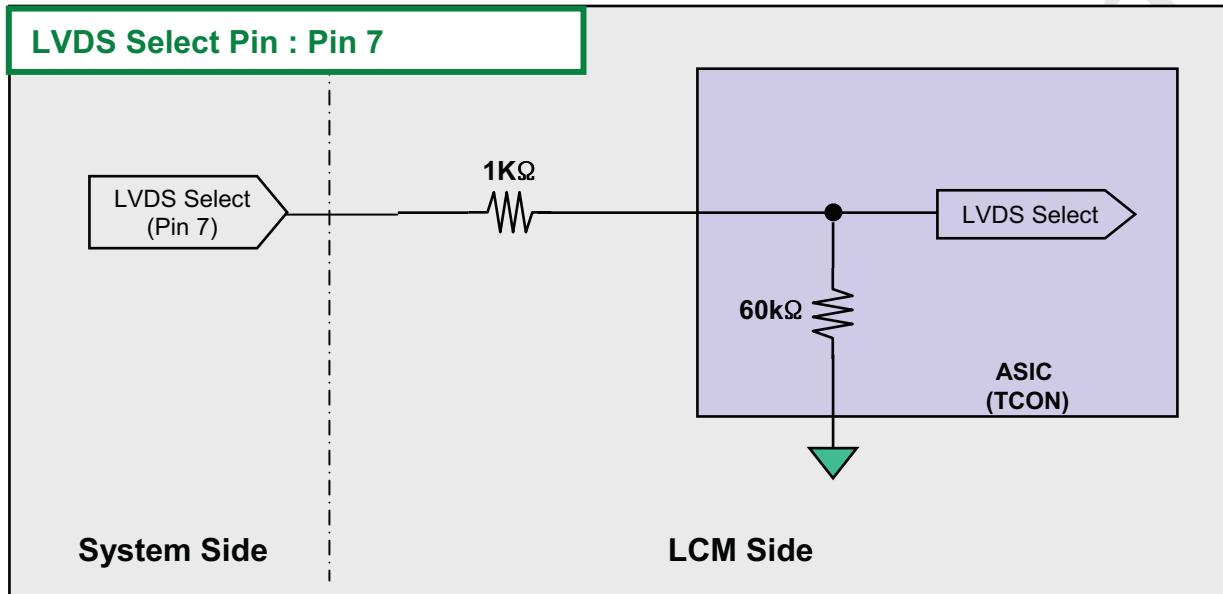 LVDS Select Pin : Pin 7
1KΩ
LVDS Select
(Pin 7)
LVDS Select
60kΩ
ASIC
(TCON)
System Side
LCM Side